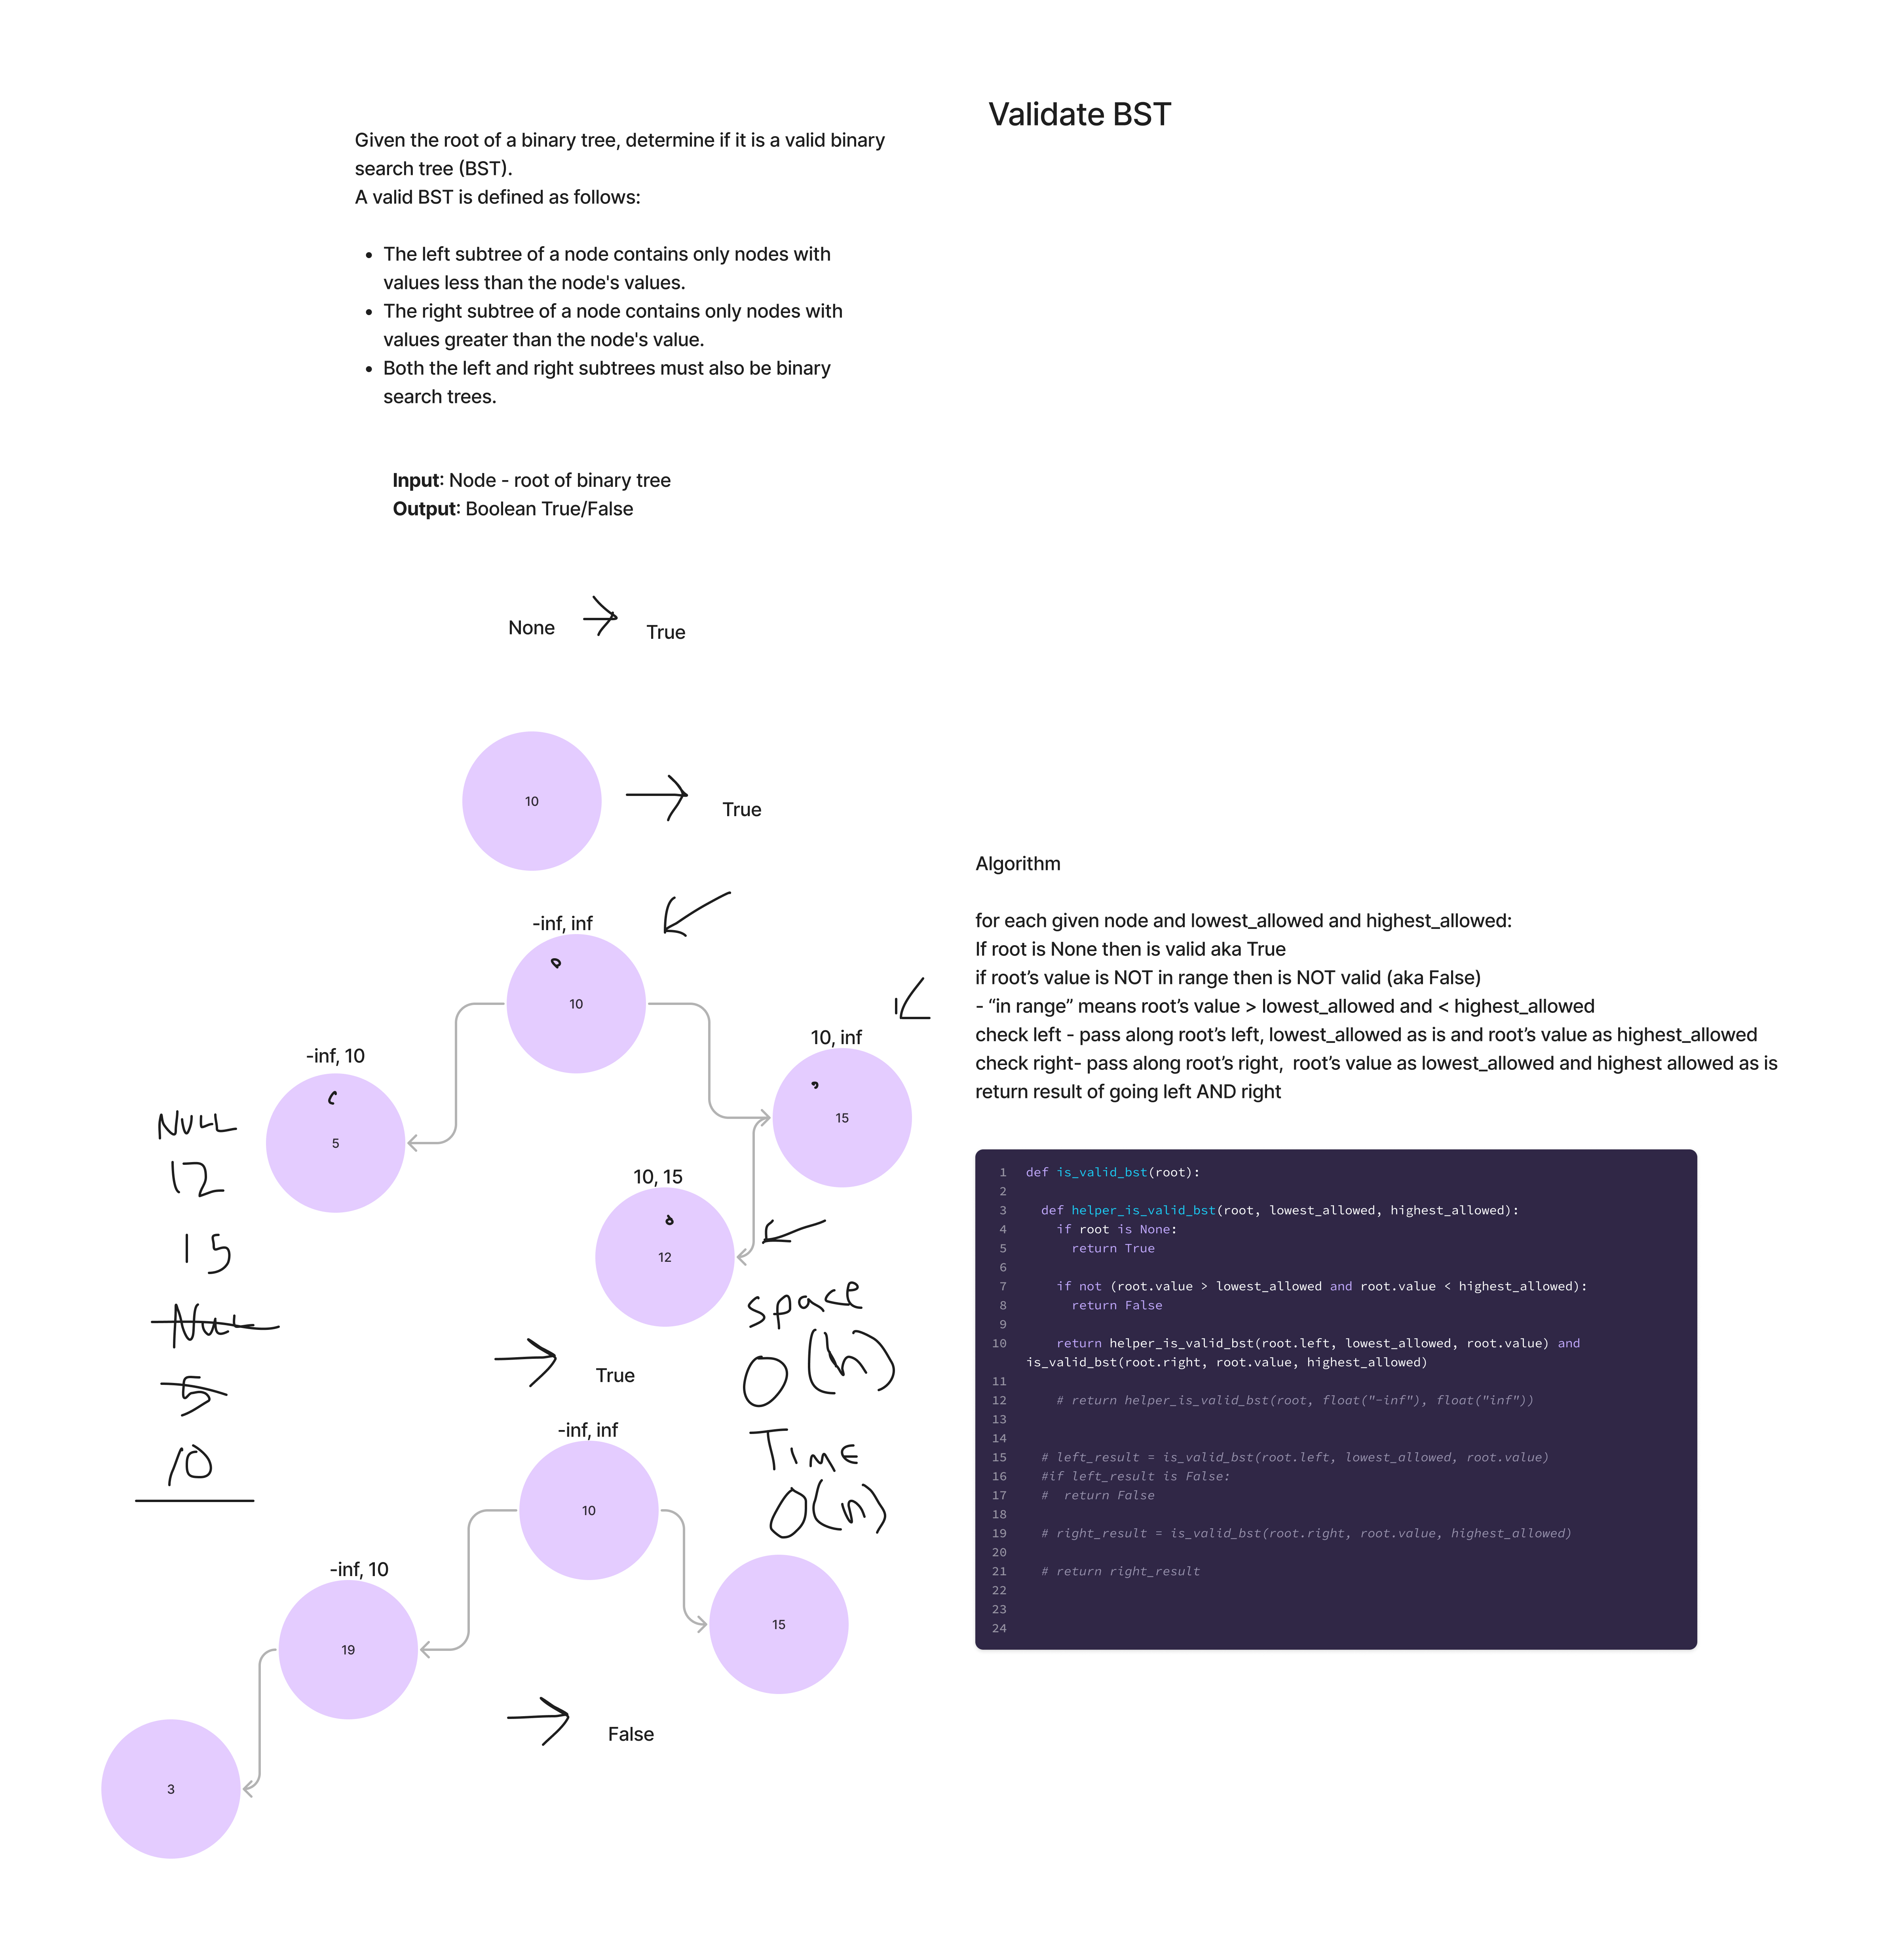 Validate BST
Given the root of a binary tree, determine if it is a valid binary
search tree (BST).
A valid BST is defined as follows:
• The left subtree of a node contains only nodes with
values less than the node's values.
• The right subtree of a node contains only nodes with
values greater than the node's value.
• Both the left and right subtrees must also be binary
search trees.
Input: Node - root of binary tree
Output: Boolean True/False
None
True
10
True
-inf, inf
10
-inf, 10
5
10, inf
15
10, 15
12
NULL
12
15
NULL
5
10
True
space
O(h)
Time
O(n)
-inf, inf
10
-inf, 10
19
15
3
False
Algorithm
for each given node and lowest_allowed and highest_allowed:
If root is None then is valid aka True
if root’s value is NOT in range then is NOT valid (aka False)
- “in range” means root’s value > lowest_allowed and < highest_allowed
check left - pass along root’s left, lowest_allowed as is and root’s value as highest_allowed
check right- pass along root’s right,  root’s value as lowest_allowed and highest allowed as is
return result of going left AND right
1 def is_valid_bst(root):
2
3   def helper_is_valid_bst(root, lowest_allowed, highest_allowed):
4     if root is None:
5       return True
6
7     if not (root.value > lowest_allowed and root.value < highest_allowed):
8       return False
9
10     return helper_is_valid_bst(root.left, lowest_allowed, root.value) and
is_valid_bst(root.right, root.value, highest_allowed)
11
12     # return helper_is_valid_bst(root, float("-inf"), float("inf"))
13
14
15   # left_result = is_valid_bst(root.left, lowest_allowed, root.value)
16   #if left_result is False:
17   #  return False
18
19   # right_result = is_valid_bst(root.right, root.value, highest_allowed)
20
21   # return right_result
22
23
24